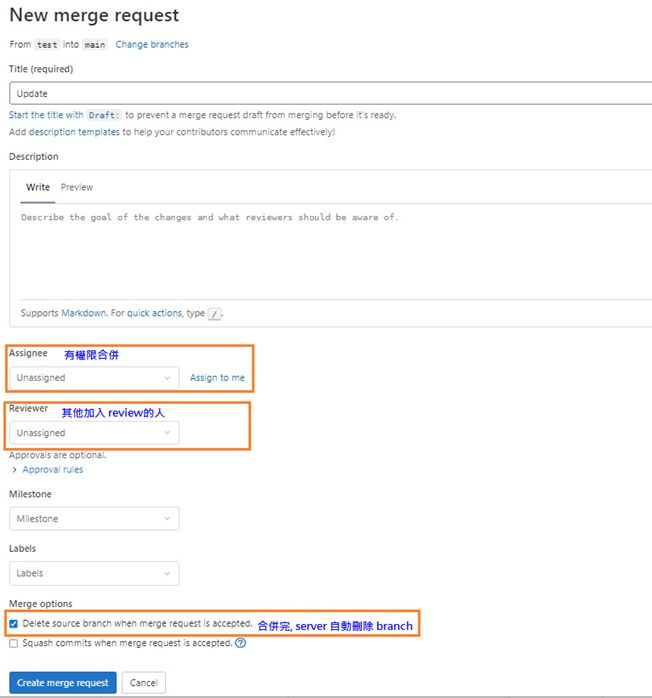 New merge request
From test into main Change branches
Title (required)
Update
Start the title with Draft: to prevent a merge request draft from merging before it's ready.
Add description templates to help your contributors communicate effectively!
Description
Write Preview
Describe the goal of the changes and what reviewers should be aware of.
Supports Markdown. For quick actions, type /.
Assignee 有權限合併
Unassigned Assign to me
Reviewer 其他加入 review的人
Unassigned
Approvals are optional.
> Approval rules
Milestone
Milestone
Labels
Labels
Merge options
Delete source branch when merge request is accepted. 合併完, server 自動刪除 branch
Squash commits when merge request is accepted. ?
Create merge request Cancel